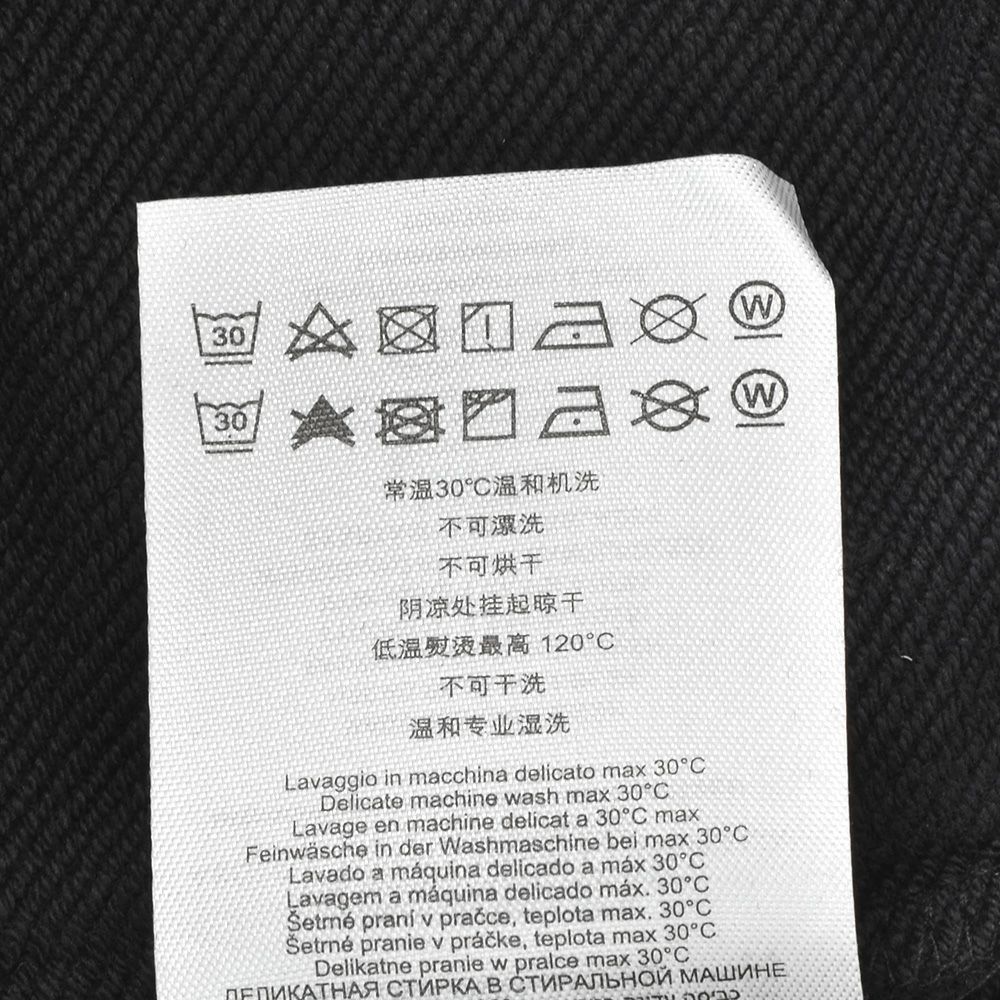 30 W
30 W
常温30°C温和机洗
不可漂洗
不可烘干
阴凉处挂起晾干
低温熨烫最高 120°C
不可干洗
温和专业湿洗
Lavaggio in macchina delicato max 30°C
Delicate machine wash max 30°C
Lavage en machine delicat a 30°C max
Feinwäsche in der Washmaschine bei max 30°C
Lavado a máquina delicado a máx 30°C
Lavagem a máquina delicado máx. 30°C
Šetrné praní v pračce, teplota max. 30°C
Šetrné pranie v práčke, teplota max 30°C
Delikatne pranie w pralce max 30°C
ДЕЛИКАТНАЯ СТИРКА В СТИРАЛЬНОЙ МАШИНЕ